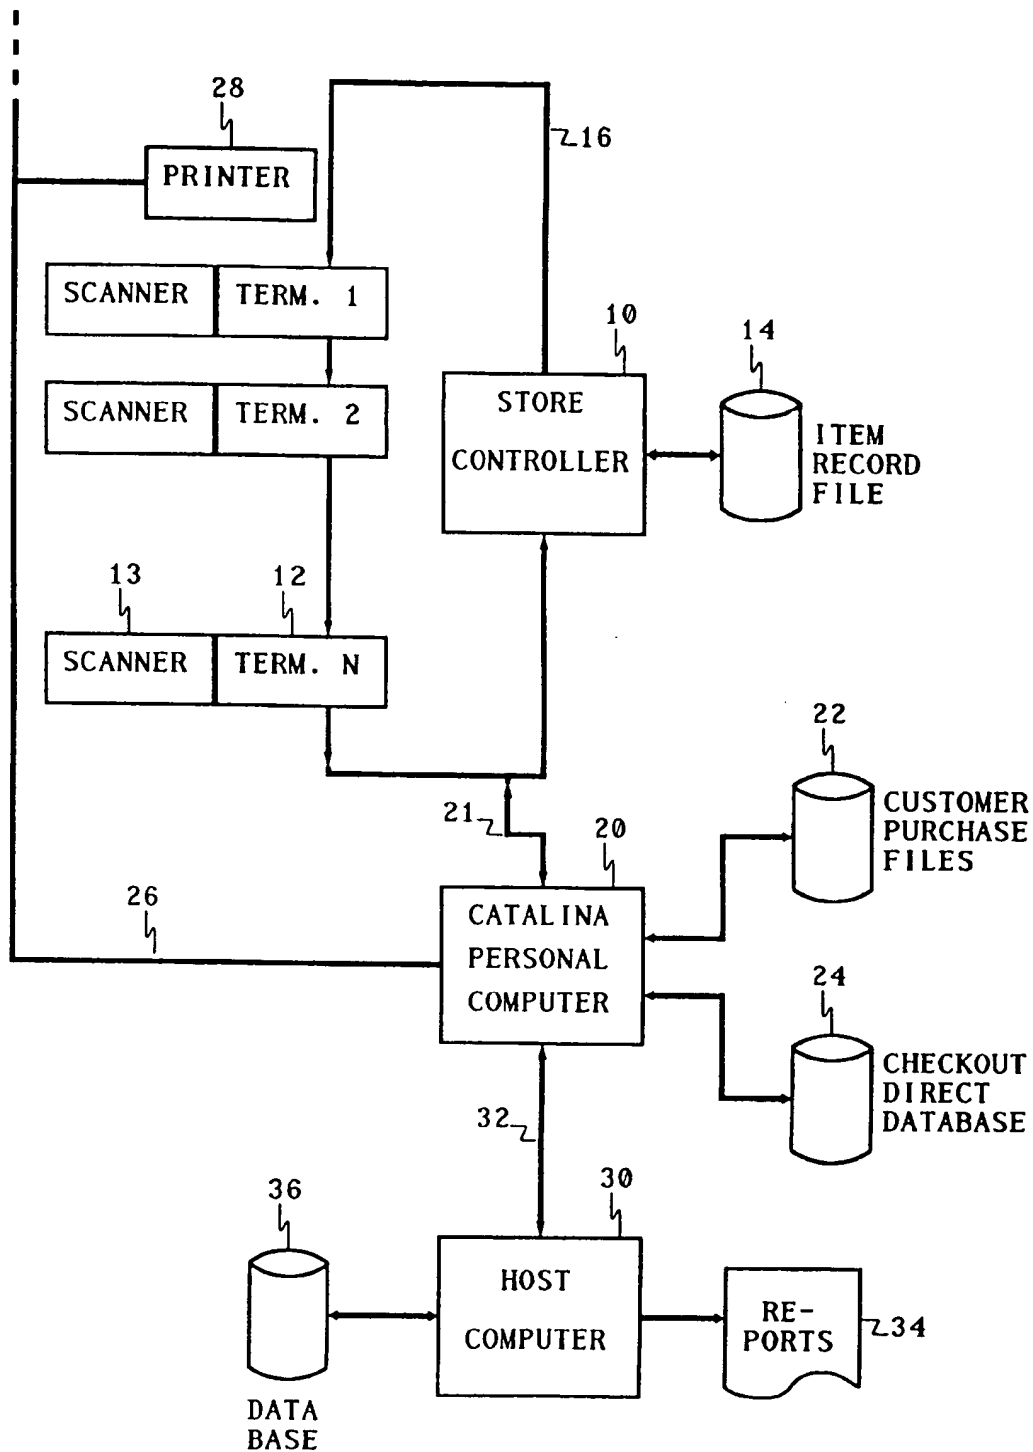 28
PRINTER
16
SCANNER
TERM. 1
SCANNER
TERM. 2
10
STORE
CONTROLLER
14
ITEM
RECORD
FILE
13
12
SCANNER
TERM. N
22
CUSTOMER
PURCHASE
FILES
21
20
CATALINA
PERSONAL
COMPUTER
26
24
CHECKOUT
DIRECT
DATABASE
32
36
30
HOST
COMPUTER
RE-
PORTS
34
DATA
BASE